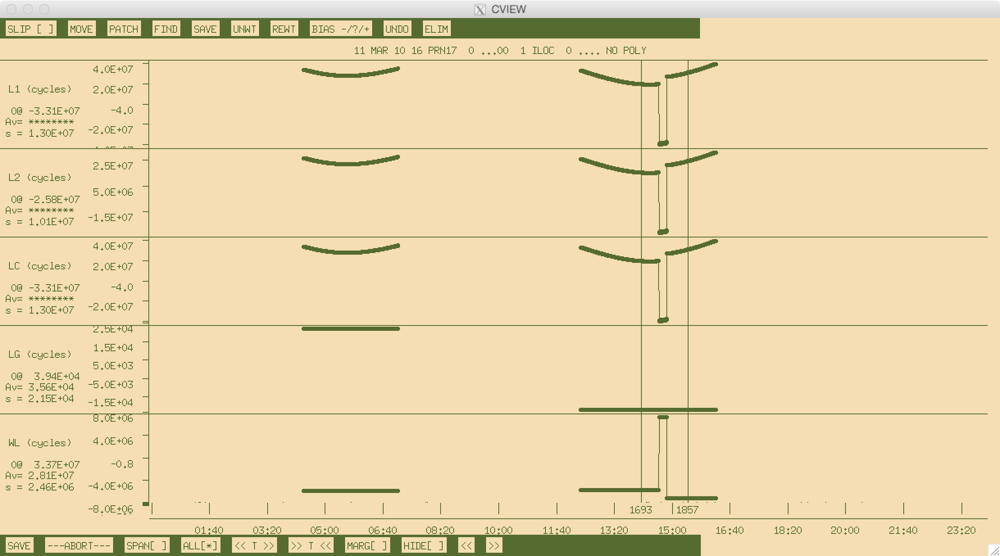 CVIEW
SLIP [ ] MOVE PATCH FIND SAVE UNWT REWT BIAS -/?/+ UNDO ELIM
11 MAR 10 16 PRN17 0 ...00 1 ILOC 0 .... NO POLY
4.0E+07
L1 (cycles) 2.0E+07
0@ -3.31E+07 -4.0
Av= ********
s = 1.30E+07 -2.0E+07
2.5E+07
L2 (cycles)
5.0E+06
0@ -2.58E+07
Av= ********
s = 1.01E+07 -1.5E+07
4.0E+07
LC (cycles) 2.0E+07
0@ -3.31E+07 -4.0
Av= ********
s = 1.30E+07 -2.0E+07
2.5E+04
1.5E+04
LG (cycles)
5.0E+03
0@ 3.94E+04
Av= 3.56E+04 -5.0E+03
s = 2.15E+04 -1.5E+04
8.0E+06
WL (cycles) 4.0E+06
0@ 3.37E+07 -0.8
Av= 2.81E+07
s = 2.46E+06 -4.0E+06
-8.0E+06 1693 1857
01:40 03:20 05:00 06:40 08:20 10:00 11:40 13:20 15:00 16:40 18:20 20:00 21:40 23:20
SAVE ---ABORT--- SPAN[ ] ALL[*] << T >> >> T << MARG[ ] HIDE[ ] << >>